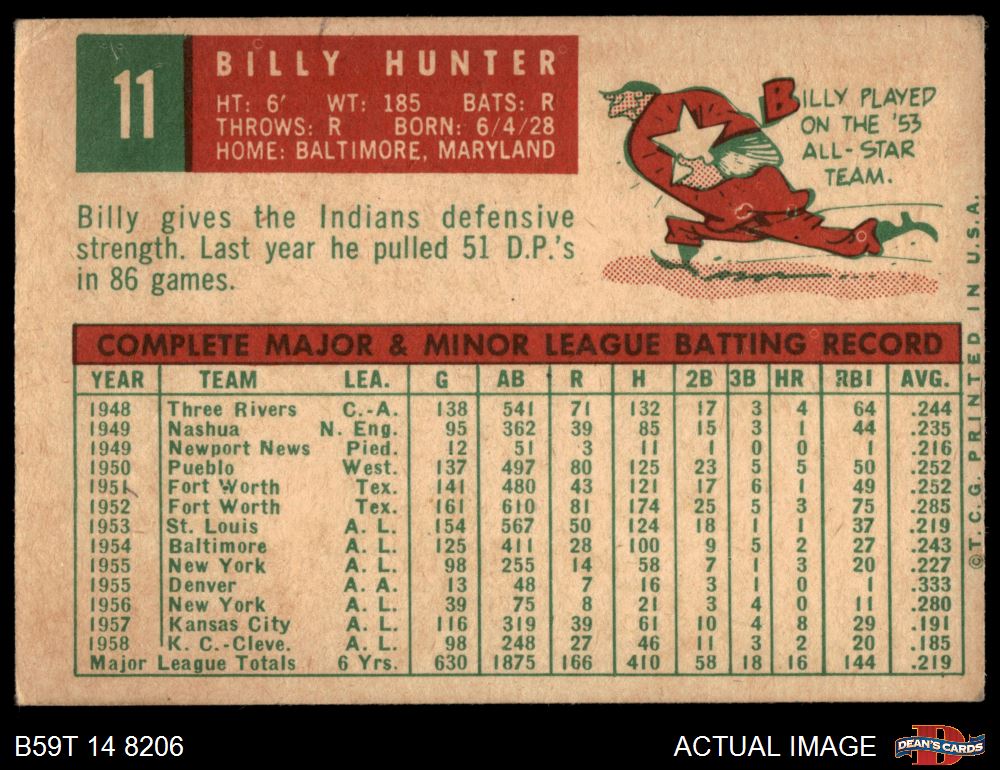 11
BILLY HUNTER
HT: 6' WT: 185 BATS: R
THROWS: R BORN: 6/4/28
HOME: BALTIMORE, MARYLAND
BILLY PLAYED
ON THE '53
ALL-STAR
TEAM.
Billy gives the Indians defensive
strength. Last year he pulled 51 D.P.'s
in 86 games.
COMPLETE MAJOR & MINOR LEAGUE BATTING RECORD
YEAR TEAM LEA. G AB R H 2B 3B HR RBI AVG.
1948 Three Rivers C.-A. 138 541 71 132 17 3 4 64 .244
1949 Nashua N. Eng. 95 362 39 85 15 3 1 44 .235
1949 Newport News Pied. 12 51 3 11 1 0 0 1 .216
1950 Pueblo West. 137 497 80 125 23 5 5 50 .252
1951 Fort Worth Tex. 141 480 43 121 17 6 1 49 .252
1952 Fort Worth Tex. 161 610 81 174 25 5 3 75 .285
1953 St. Louis A. L. 154 567 50 124 18 1 1 37 .219
1954 Baltimore A. L. 125 411 28 100 9 5 2 27 .243
1955 New York A. L. 98 255 14 58 7 1 3 20 .227
1955 Denver A. A. 13 48 7 16 3 1 0 1 .333
1956 New York A. L. 39 75 8 21 3 4 0 11 .280
1957 Kansas City A. L. 116 319 39 61 10 4 8 29 .191
1958 K. C.-Cleve. A. L. 98 248 27 46 11 3 2 20 .185
Major League Totals 6 Yrs. 630 1875 166 410 58 18 16 144 .219
©T. C. G. PRINTED IN U.S.A.
B59T 14 8206
ACTUAL IMAGE
D
DEAN'S CARDS